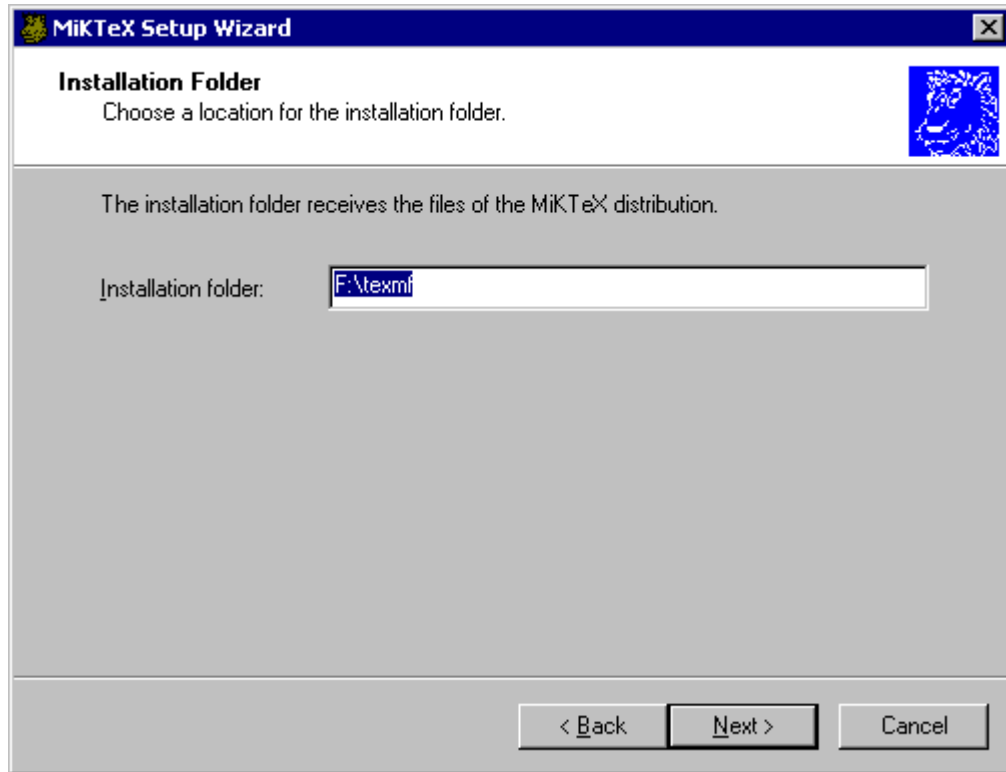 MiKTeX Setup Wizard
Installation Folder
Choose a location for the installation folder.
The installation folder receives the files of the MiKTeX distribution.
Installation folder: F:\texmf
< Back Next > Cancel